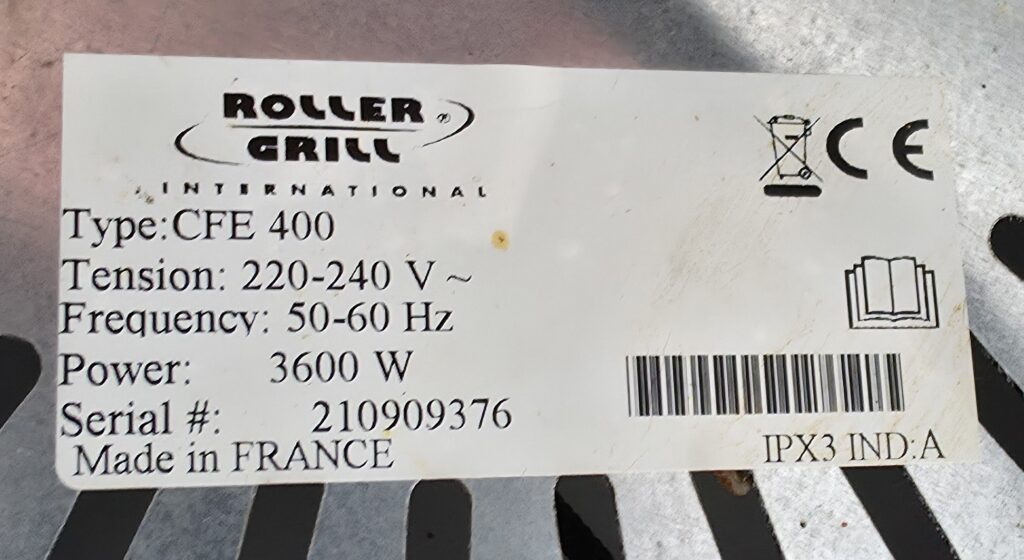 ROLLER ®
GRILL
INTERNATIONAL
CE
Type:CFE 400
Tension: 220-240 V ~
Frequency: 50-60 Hz
Power: 3600 W
Serial #: 210909376
Made in FRANCE
IPX3 IND:A